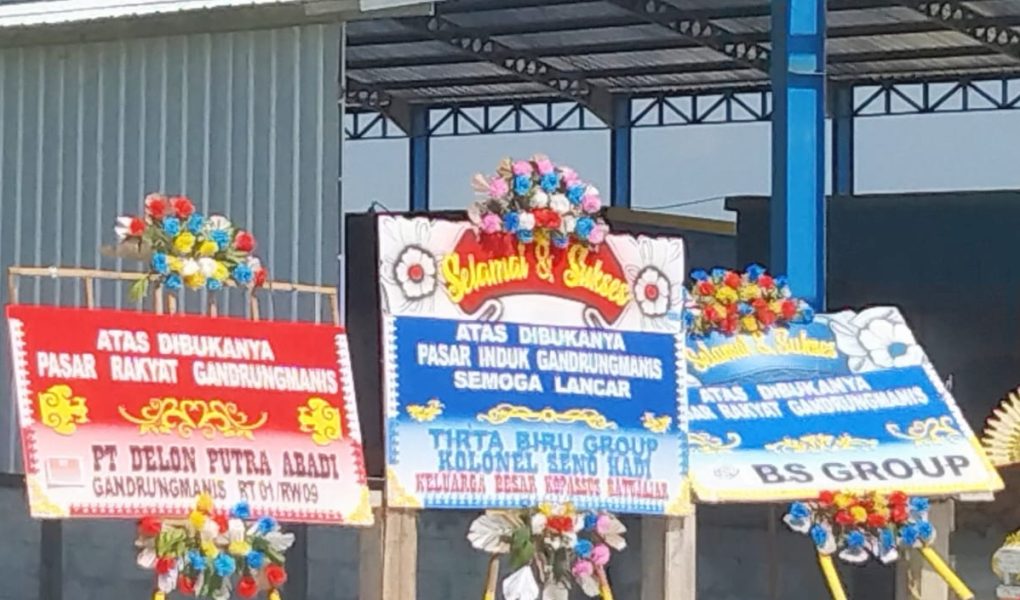 ATAS DIBUKANYA
PASAR RAKYAT GANDRUNGMANIS
PT DELON PUTRA ABADI
GANDRUNGMANIS RT 01/RW 09
Selamat & Sukses
ATAS DIBUKANYA
PASAR INDUK GANDRUNGMANIS
SEMOGA LANCAR
TIRTA BIRU GROUP
KOLONEL SENO HADI
KELUARGA BESAR KOPASSUS
Selamat & Sukses
ATAS DIBUKANYA
SAR RAKYAT GANDRUNGMANIS
BS GROUP